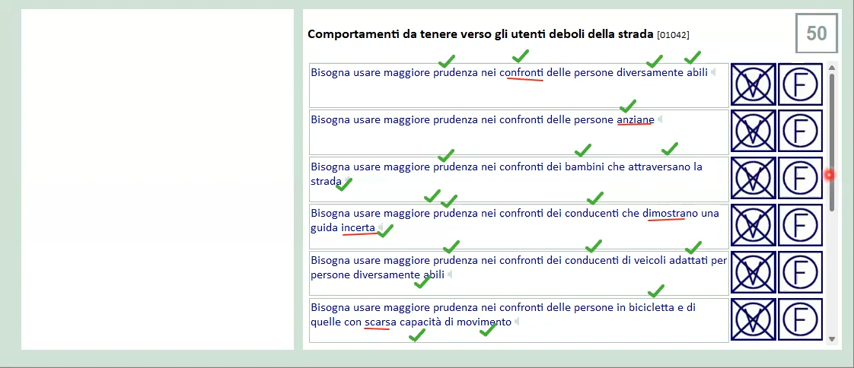 Comportamenti da tenere verso gli utenti deboli della strada [01042]
50
Bisogna usare maggiore prudenza nei confronti delle persone diversamente abili
V F
Bisogna usare maggiore prudenza nei confronti delle persone anziane
V F
Bisogna usare maggiore prudenza nei confronti dei bambini che attraversano la
strada
V F
Bisogna usare maggiore prudenza nei confronti dei conducenti che dimostrano una
guida incerta
V F
Bisogna usare maggiore prudenza nei confronti dei conducenti di veicoli adattati per
persone diversamente abili
V F
Bisogna usare maggiore prudenza nei confronti delle persone in bicicletta e di
quelle con scarsa capacità di movimento
V F